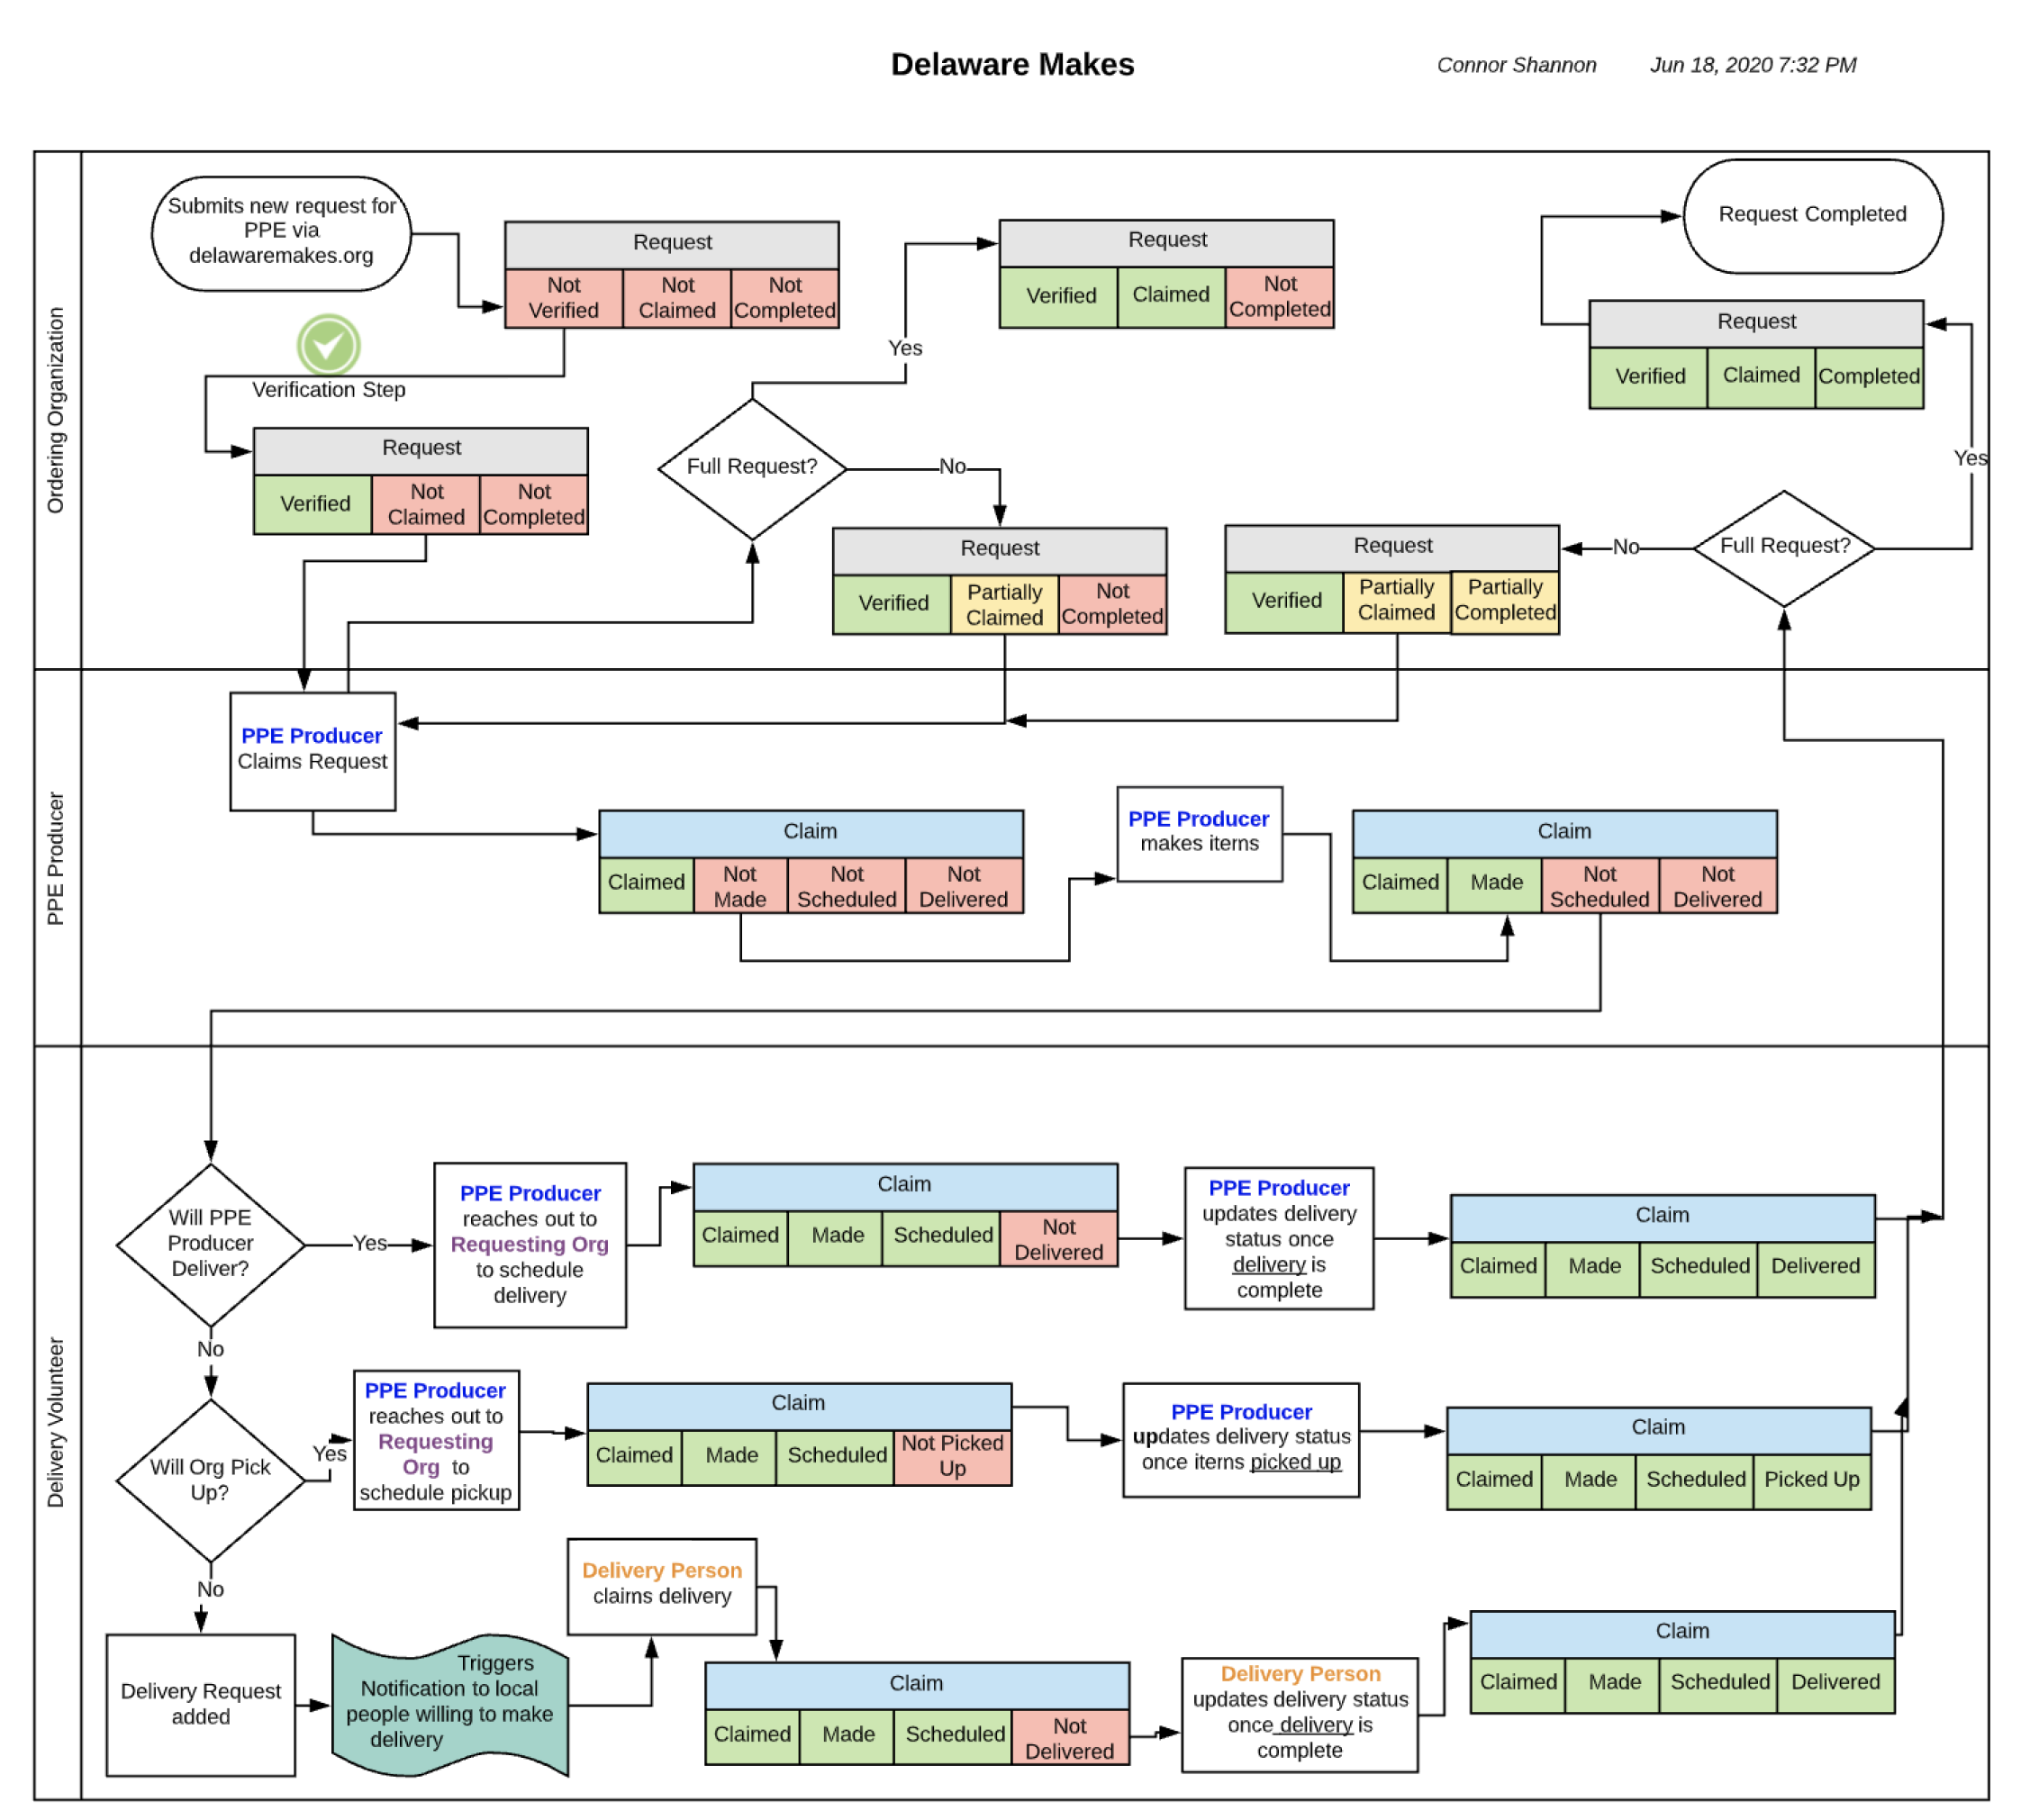 Delaware Makes
Connor Shannon
Jun 18, 2020 7:32 PM
Ordering Organization
Submits new request for
PPE via
delawaremakes.org
Request
Not
Verified
Not
Claimed
Not
Completed
Verification Step
Request
Verified
Not
Claimed
Not
Completed
Full Request?
Yes
Request
Verified
Claimed
Not
Completed
No
Request
Verified
Partially
Claimed
Not
Completed
Request
Verified
Partially
Claimed
Partially
Completed
No
Full Request?
Yes
Request
Verified
Claimed
Completed
Request Completed
PPE Producer
PPE Producer
Claims Request
Claim
Claimed
Not
Made
Not
Scheduled
Not
Delivered
PPE Producer
makes items
Claim
Claimed
Made
Not
Scheduled
Not
Delivered
Delivery Volunteer
Will PPE
Producer
Deliver?
Yes
PPE Producer
reaches out to
Requesting Org
to schedule
delivery
Claim
Claimed
Made
Scheduled
Not
Delivered
PPE Producer
updates delivery
status once
delivery is
complete
Claim
Claimed
Made
Scheduled
Delivered
No
Will Org Pick
Up?
Yes
PPE Producer
reaches out to
Requesting
Org to
schedule pickup
Claim
Claimed
Made
Scheduled
Not Picked
Up
PPE Producer
updates delivery status
once items picked up
Claim
Claimed
Made
Scheduled
Picked Up
No
Delivery Request
added
Triggers
Notification to local
people willing to make
delivery
Delivery Person
claims delivery
Claim
Claimed
Made
Scheduled
Not
Delivered
Delivery Person
updates delivery status
once delivery is
complete
Claim
Claimed
Made
Scheduled
Delivered